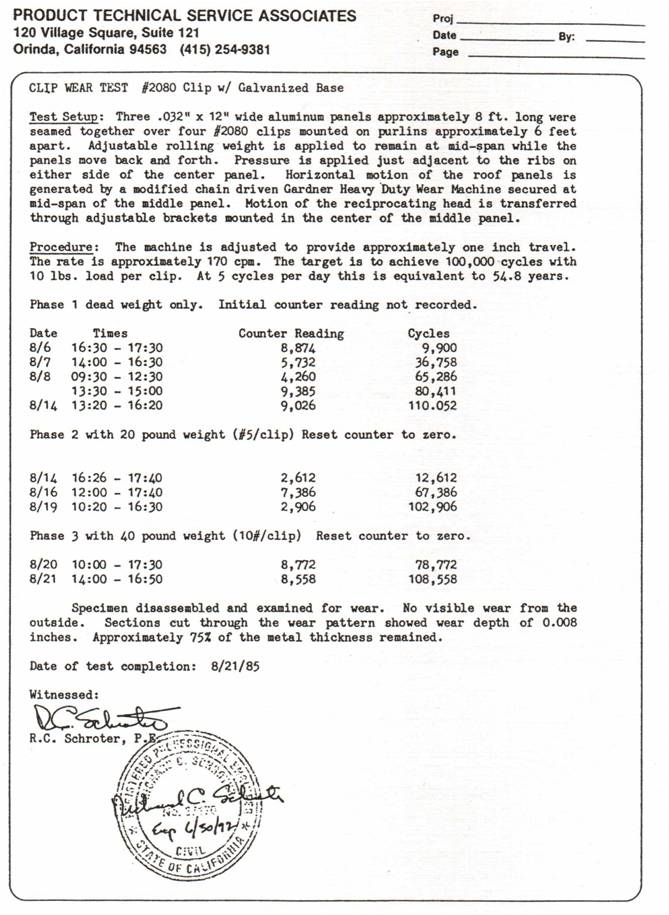 PRODUCT TECHNICAL SERVICE ASSOCIATES
120 Village Square, Suite 121
Orinda, California 94563 (415) 254-9381
Proj
Date By:
Page
CLIP WEAR TEST #2080 Clip w/ Galvanized Base
Test Setup: Three .032" x 12" wide aluminum panels approximately 8 ft. long were
seamed together over four #2080 clips mounted on purlins approximately 6 feet
apart. Adjustable rolling weight is applied to remain at mid-span while the
panels move back and forth. Pressure is applied just adjacent to the ribs on
either side of the center panel. Horizontal motion of the roof panels is
generated by a modified chain driven Gardner Heavy Duty Wear Machine secured at
mid-span of the middle panel. Motion of the reciprocating head is transferred
through adjustable brackets mounted in the center of the middle panel.
Procedure: The machine is adjusted to provide approximately one inch travel.
The rate is approximately 170 cpm. The target is to achieve 100,000 cycles with
10 lbs. load per clip. At 5 cycles per day this is equivalent to 54.8 years.
Phase 1 dead weight only. Initial counter reading not recorded.
Date Times Counter Reading Cycles
8/6 16:30 - 17:30 8,874 9,900
8/7 14:00 - 16:30 5,732 36,758
8/8 09:30 - 12:30 4,260 65,286
13:30 - 15:00 9,385 80,411
8/14 13:20 - 16:20 9,026 110.052
Phase 2 with 20 pound weight (#5/clip) Reset counter to zero.
8/14 16:26 - 17:40 2,612 12,612
8/16 12:00 - 17:40 7,386 67,386
8/19 10:20 - 16:30 2,906 102,906
Phase 3 with 40 pound weight (10#/clip) Reset counter to zero.
8/20 10:00 - 17:30 8,772 78,772
8/21 14:00 - 16:50 8,558 108,558
Specimen disassembled and examined for wear. No visible wear from the
outside. Sections cut through the wear pattern showed wear depth of 0.008
inches. Approximately 75% of the metal thickness remained.
Date of test completion: 8/21/85
Witnessed:
R.C. Schroter
R.C. Schroter, P.E.
REGISTERED PROFESSIONAL
RICHARD C. SCHROTER
Richard C. Schroter
Exp 6/30/92
CIVIL
STATE OF CALIFORNIA